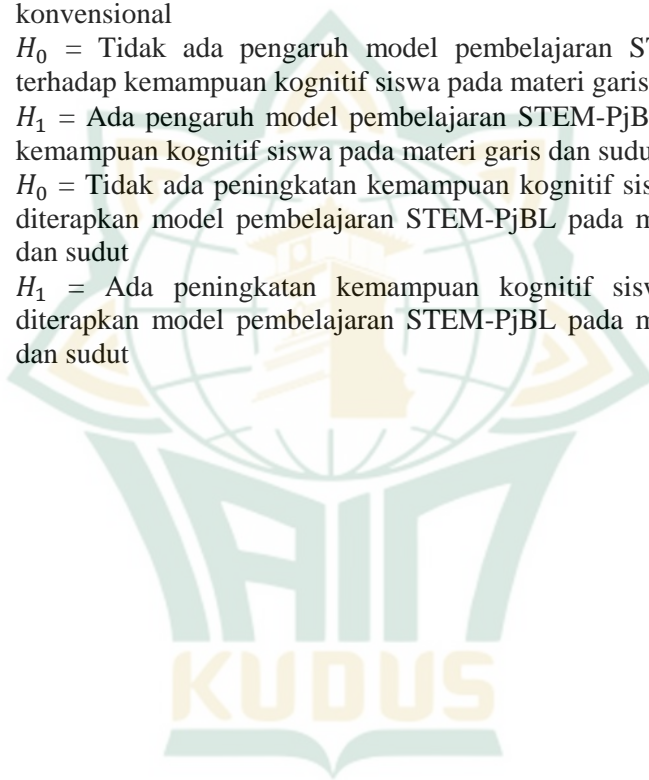 konvensional
H₀ = Tidak ada pengaruh model pembelajaran
terhadap kemampuan kognitif siswa pada materi garis
H₁ = Ada pengaruh model pembelajaran STEM-PjB
kemampuan kognitif siswa pada materi garis dan sudu
H₀ = Tidak ada peningkatan kemampuan kognitif
diterapkan model pembelajaran STEM-PjBL pada
dan sudut
H₁ = Ada peningkatan kemampuan kognitif
diterapkan model pembelajaran STEM-PjBL pada
dan sudut
IAIN
KUDUS